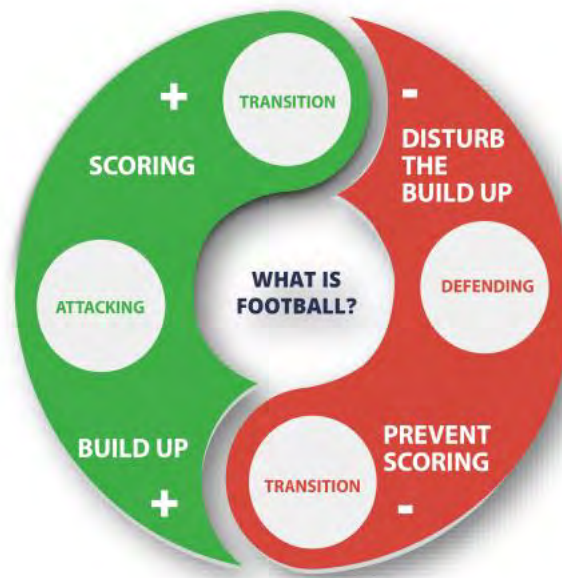 +
TRANSITION
SCORING
ATTACKING
BUILD UP
+
WHAT IS
FOOTBALL?
-
DISTURB
THE
BUILD UP
DEFENDING
PREVENT
SCORING
-
TRANSITION